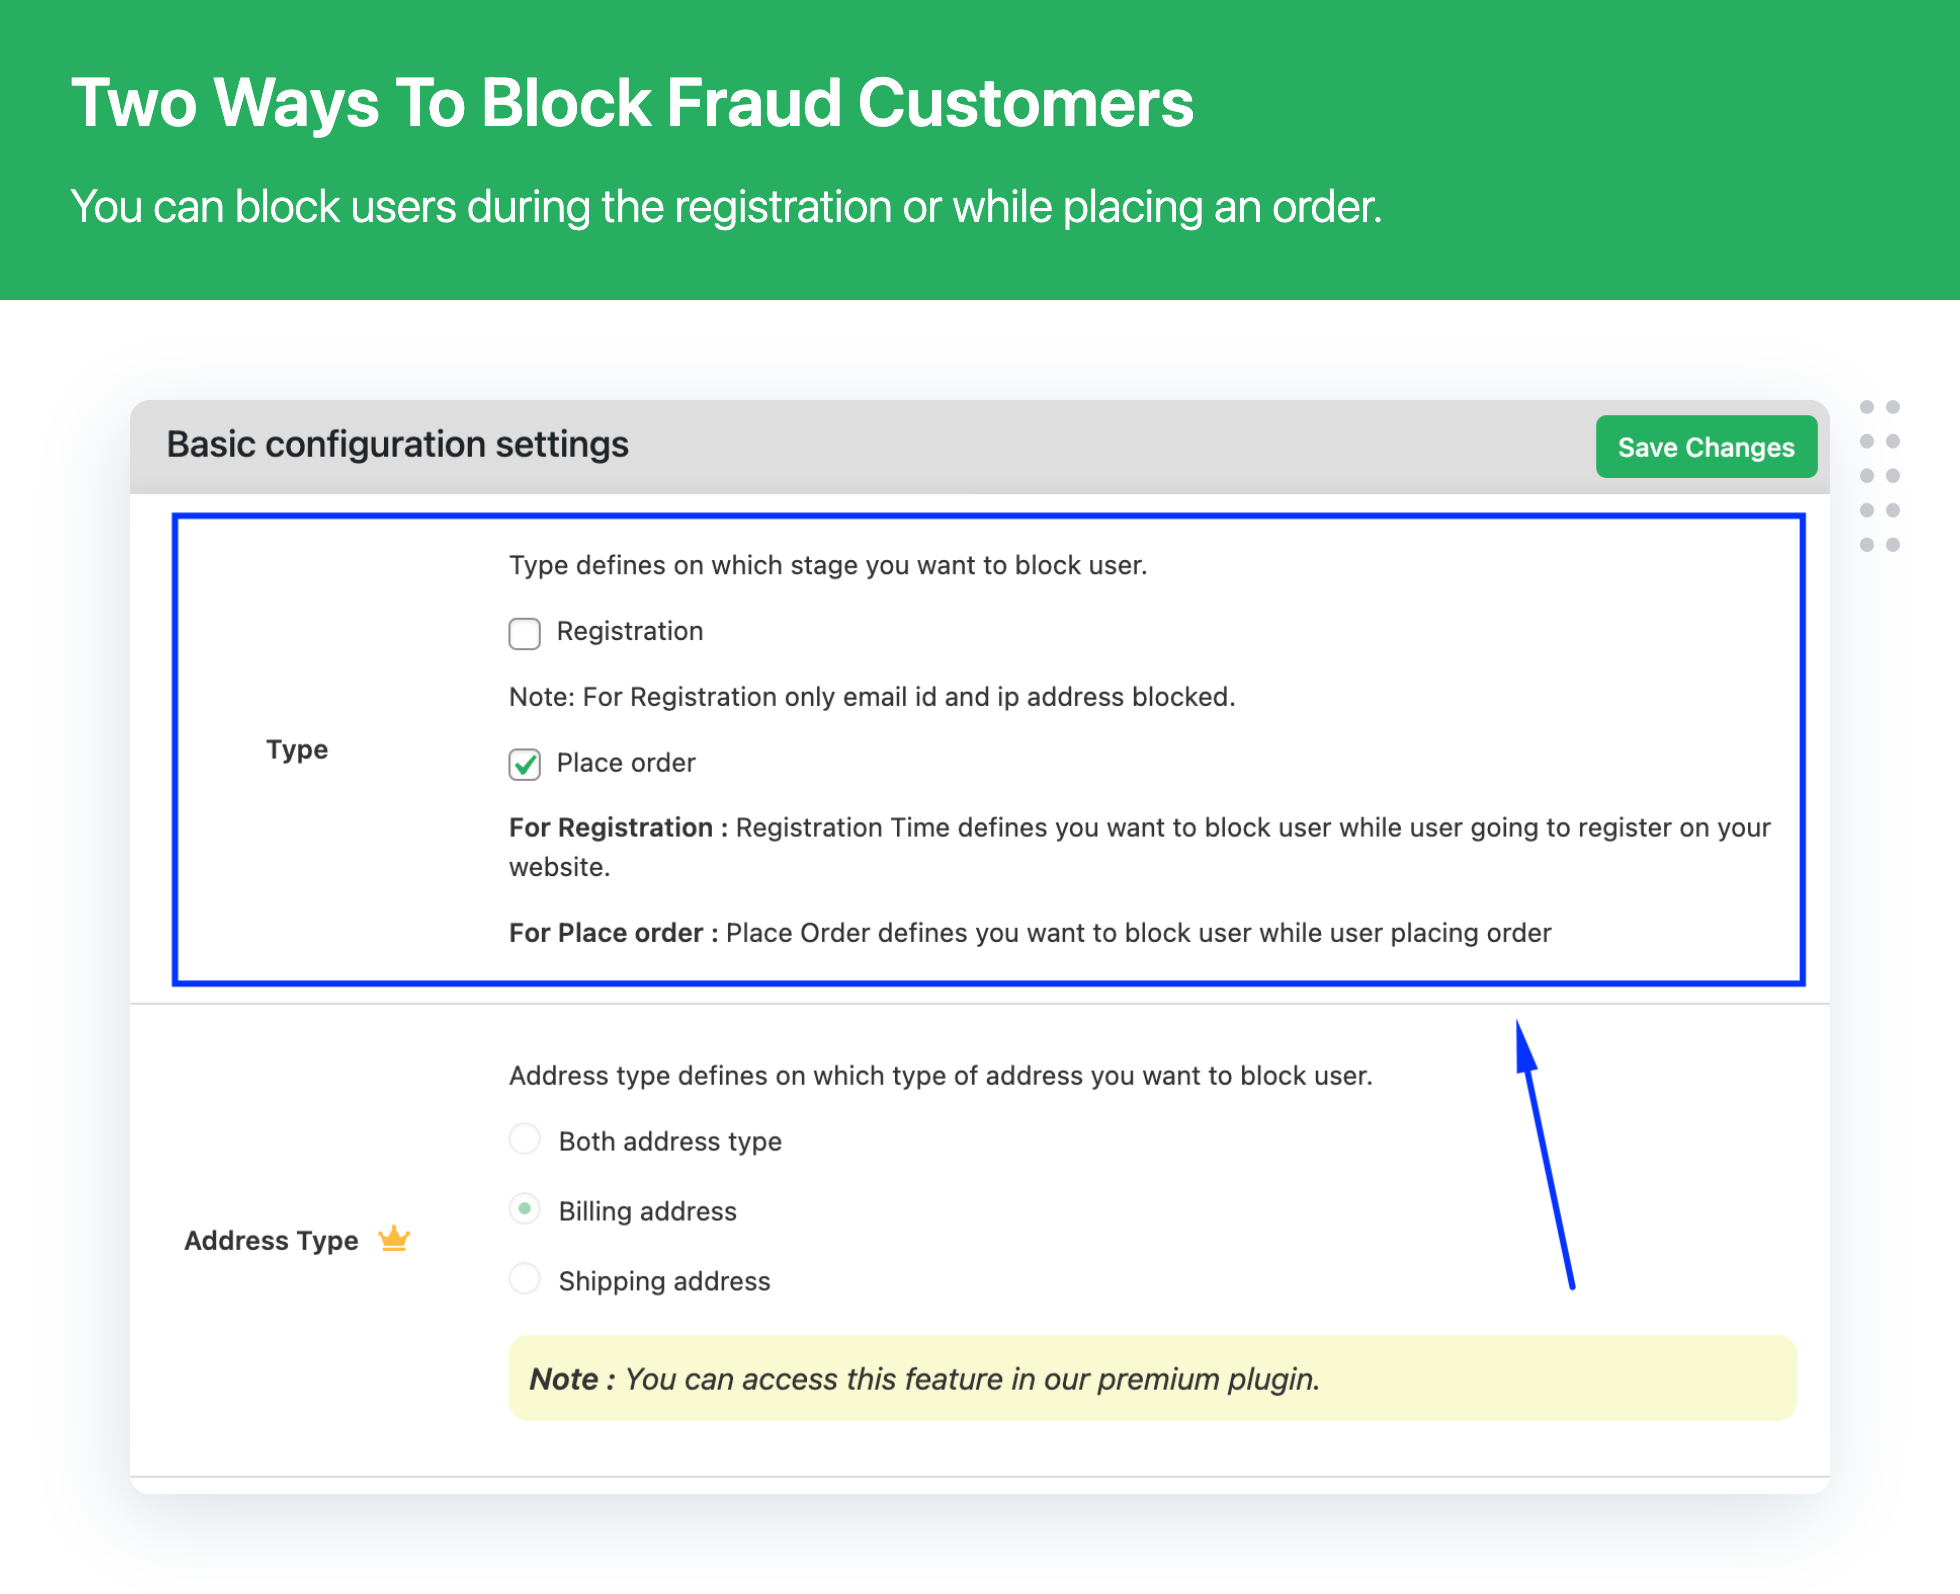 Two Ways To Block Fraud Customers
You can block users during the registration or while placing an order.
Basic configuration settings
Save Changes
Type defines on which stage you want to block user.
Registration
Note: For Registration only email id and ip address blocked.
Type
Place order
For Registration : Registration Time defines you want to block user while user going to register on your
website.
For Place order : Place Order defines you want to block user while user placing order
Address type defines on which type of address you want to block user.
Both address type
Billing address
Address Type
Shipping address
Note : You can access this feature in our premium plugin.